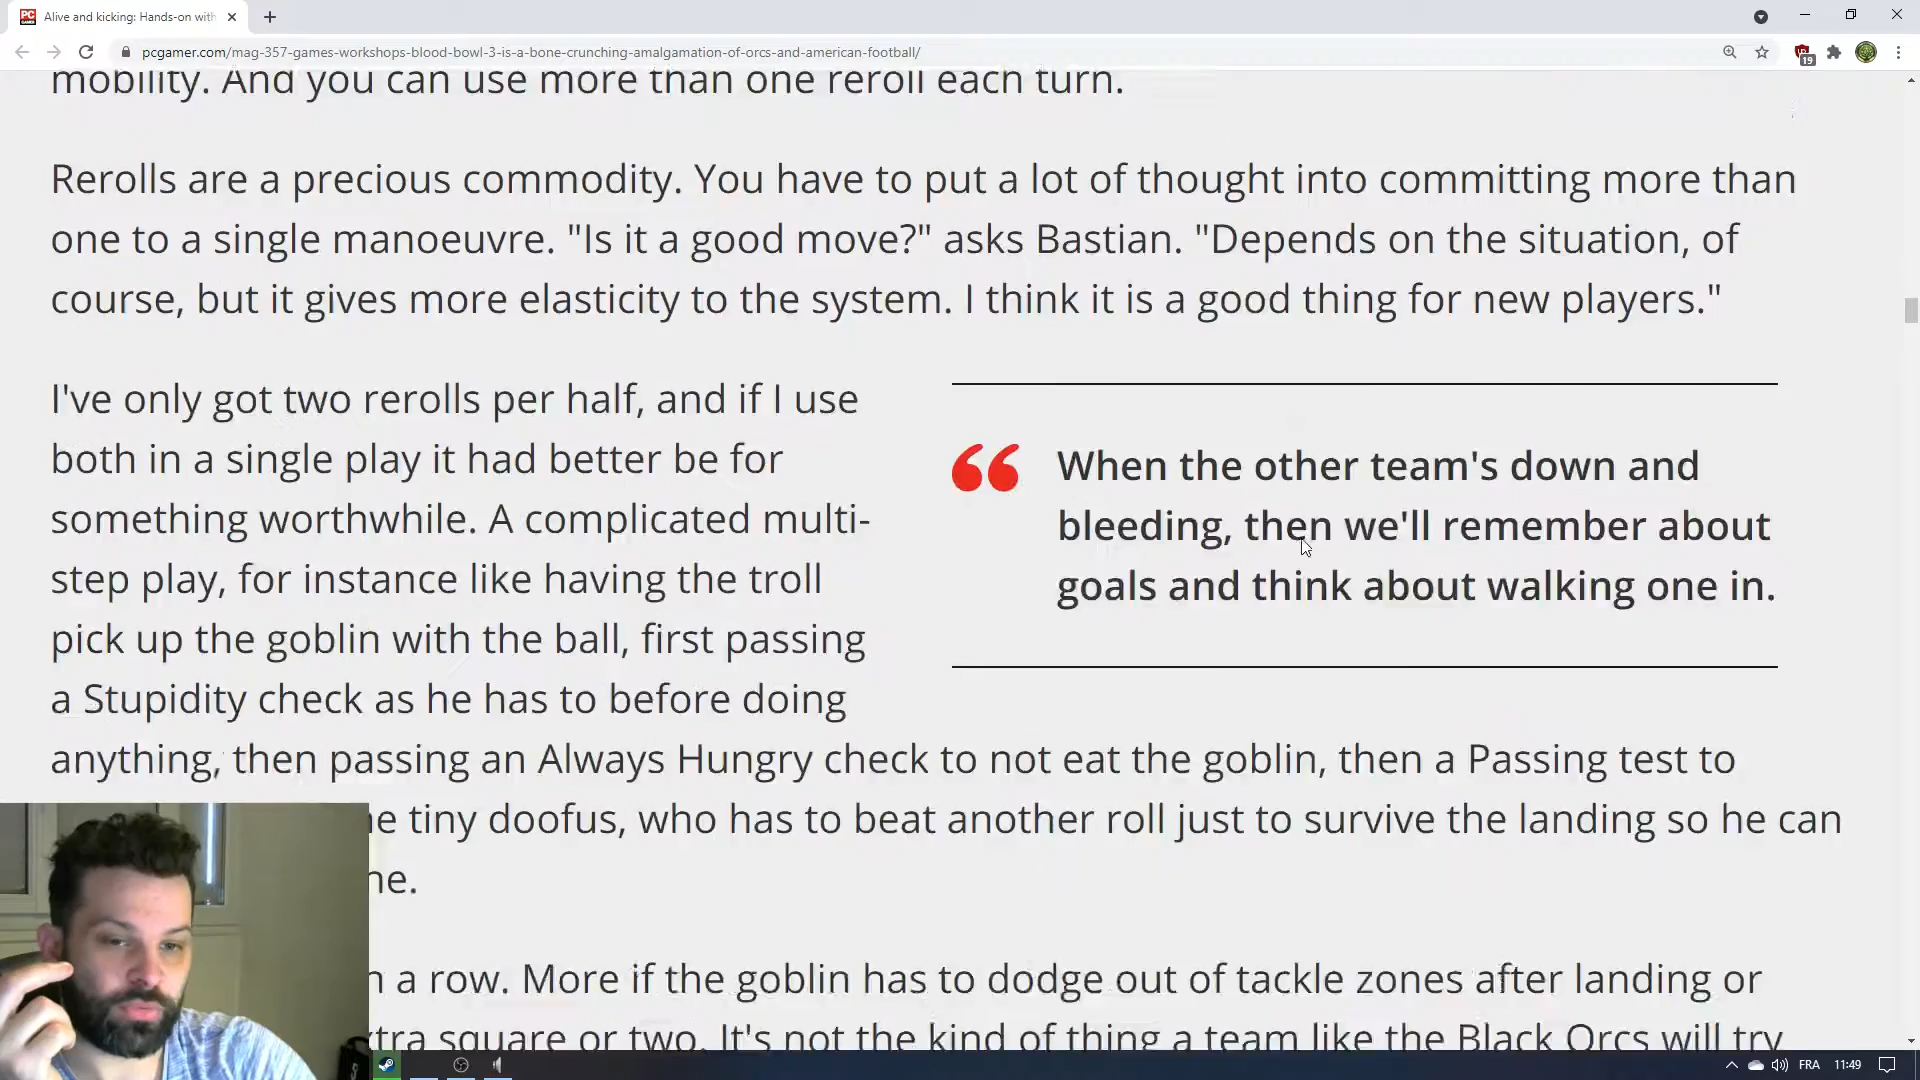 Alive and kicking: Hands-on with
pcgamer.com/mag-357-games-workshops-blood-bowl-3-is-a-bone-crunching-amalgamation-of-orcs-and-american-football/
19
mobility. And you can use more than one reroll each turn.
Rerolls are a precious commodity. You have to put a lot of thought into committing more than
one to a single manoeuvre. "Is it a good move?" asks Bastian. "Depends on the situation, of
course, but it gives more elasticity to the system. I think it is a good thing for new players."
I've only got two rerolls per half, and if I use
both in a single play it had better be for
something worthwhile. A complicated multi-
step play, for instance like having the troll
pick up the goblin with the ball, first passing
a Stupidity check as he has to before doing
anything, then passing an Always Hungry check to not eat the goblin, then a Passing test to
he tiny doofus, who has to beat another roll just to survive the landing so he can
ne.
n a row. More if the goblin has to dodge out of tackle zones after landing or
xtra square or two. It's not the kind of thing a team like the Black Orcs will try
“ When the other team's down and
bleeding, then we'll remember about
goals and think about walking one in.
FRA
11:49